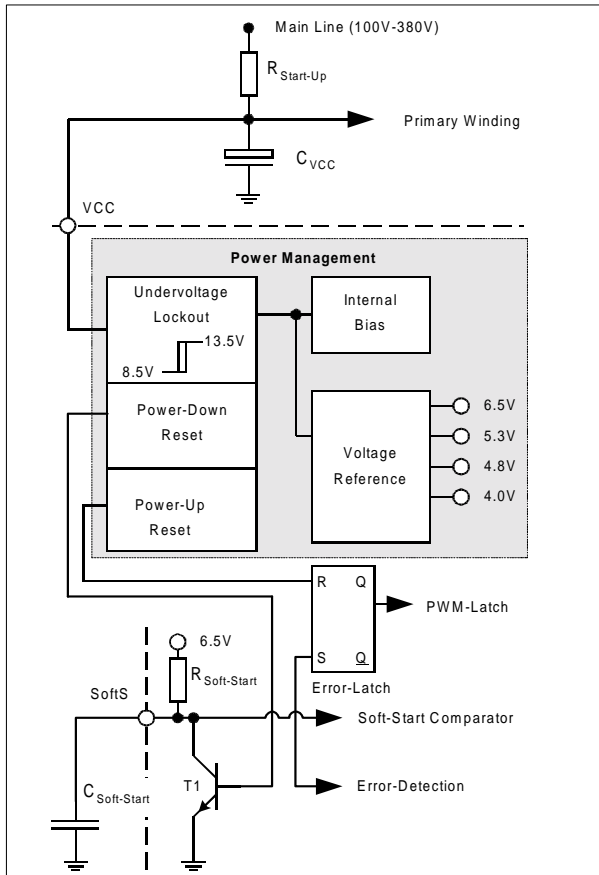 Main Line (100V-380V)
R Start-Up
Primary Winding
C VCC
VCC
Power Management
Undervoltage
Lockout
13.5V
8.5V
Internal
Bias
Power-Down
Reset
Power-Up
Reset
Voltage
Reference
6.5V
5.3V
4.8V
4.0V
R Q
S Q
PWM-Latch
Error-Latch
6.5V
R Soft-Start
SoftS
Soft-Start Comparator
T1
Error-Detection
C Soft-Start